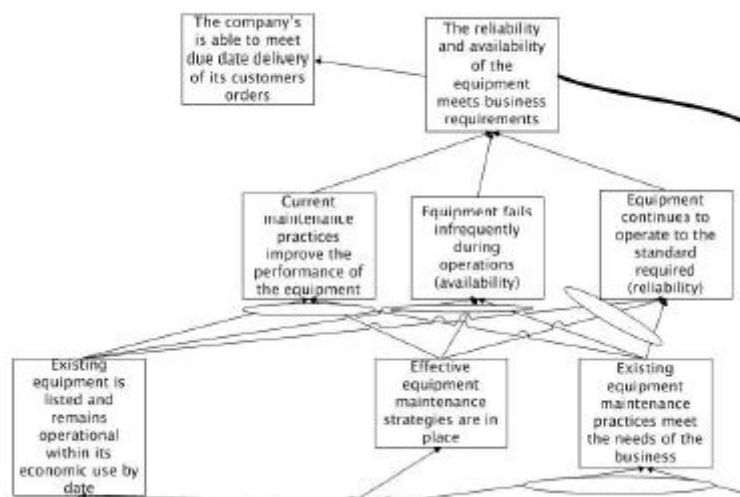 The company's
is able to meet
due date delivery
of its customers
orders
The reliability
and availability
of the
equipment
meets business
requirements
Current
maintenance
practices
improve the
performance of
the equipment
Equipment fails
infrequently
during
operations
(availability)
Equipment
continues to
operate to the
standard
required
(reliability)
Existing
equipment is
listed and
remains
operational
within its
economic use by
date
Effective
equipment
maintenance
strategies are in
place
Existing
equipment
maintenance
practices meet
the needs of the
business